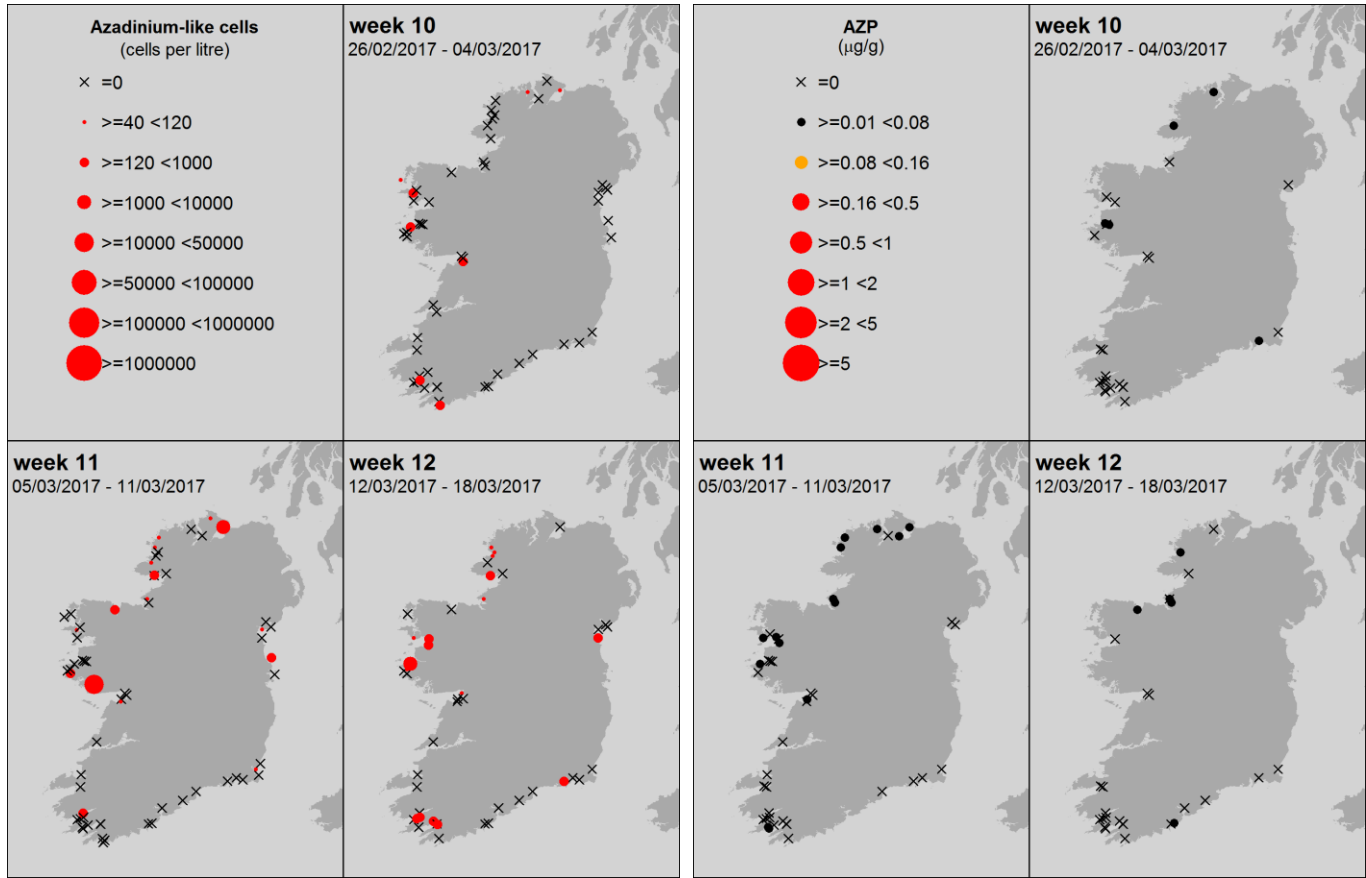 Azadinium-like cells
(cells per litre)
=0
>=40 <120
>=120 <1000
>=1000 <10000
>=10000 <50000
>=50000 <100000
>=100000 <1000000
>=1000000
week 10
26/02/2017 - 04/03/2017
week 11
05/03/2017 - 11/03/2017
week 12
12/03/2017 - 18/03/2017
AZP
(µg/g)
=0
>=0.01 <0.08
>=0.08 <0.16
>=0.16 <0.5
>=0.5 <1
>=1 <2
>=2 <5
>=5
week 10
26/02/2017 - 04/03/2017
week 11
05/03/2017 - 11/03/2017
week 12
12/03/2017 - 18/03/2017